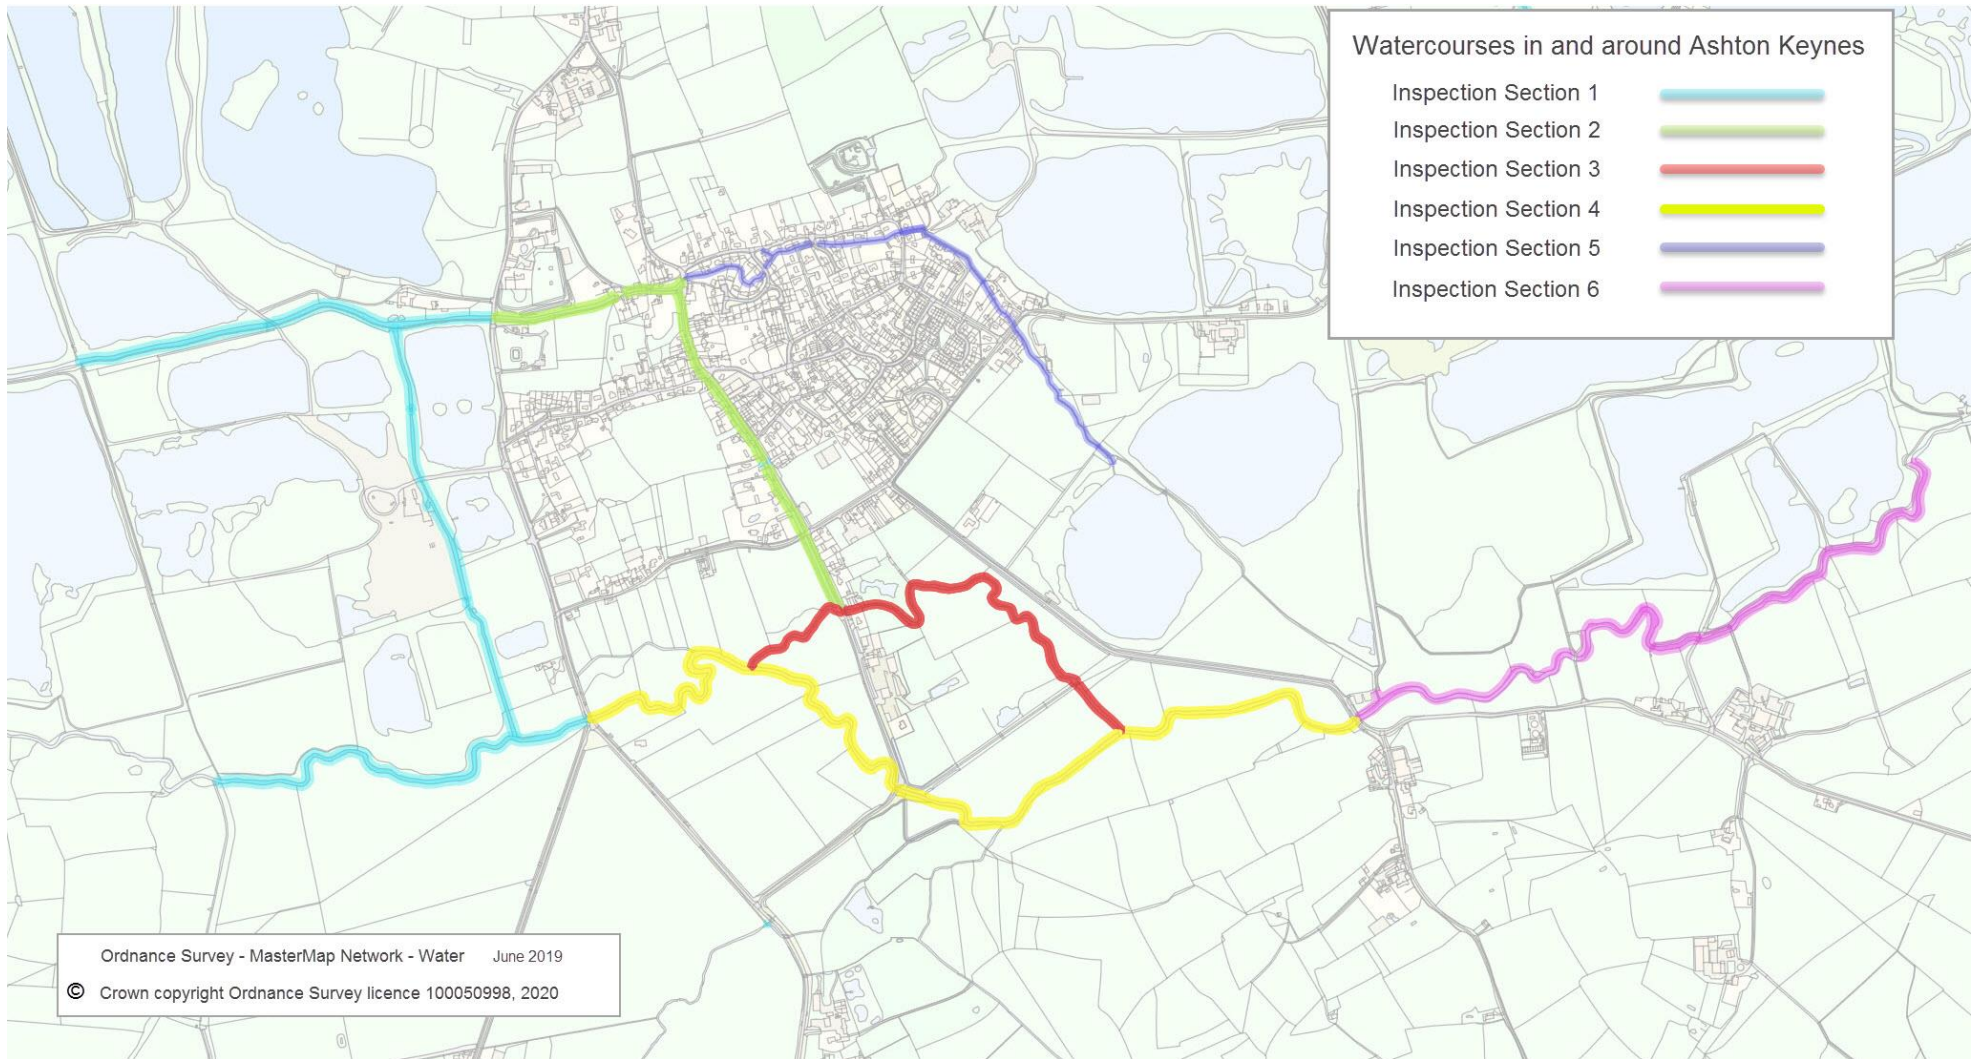 Watercourses in and around Ashton Keynes
Inspection Section 1
Inspection Section 2
Inspection Section 3
Inspection Section 4
Inspection Section 5
Inspection Section 6
Ordnance Survey - MasterMap Network - Water June 2019
© Crown copyright Ordnance Survey licence 100050998, 2020